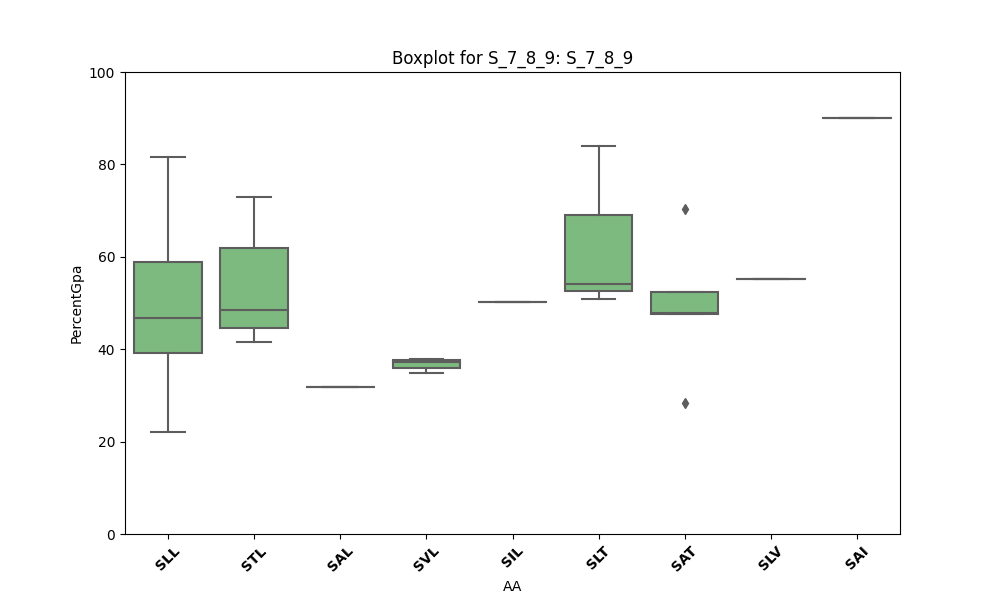 Boxplot for S_7_8_9: S_7_8_9
PercentGpa
100
80
60
40
20
0
SLL
STL
SAL
SVL
SIL
SLT
SAT
SLV
SAI
AA